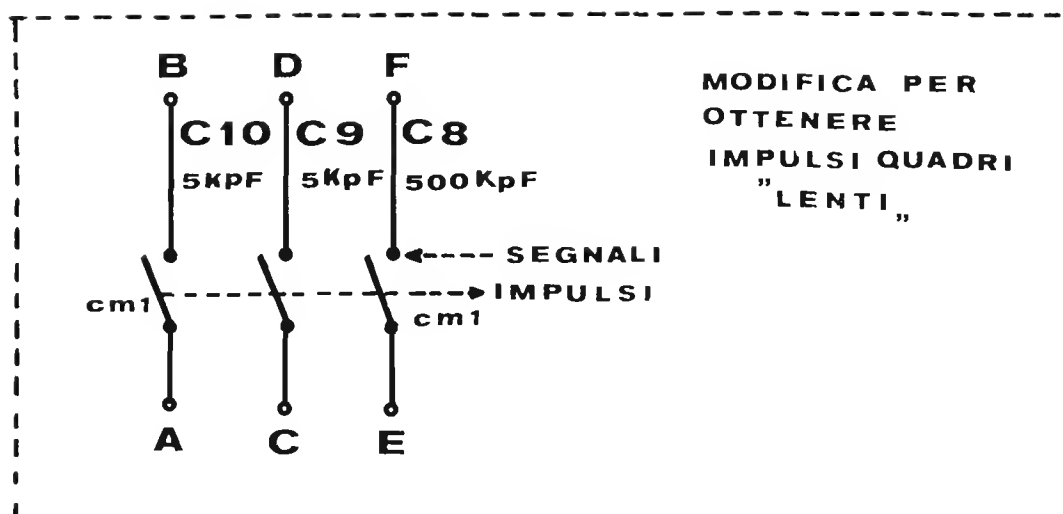 B D F
MODIFICA PER
OTTENERE
IMPULSI QUADRI
"LENTI„
C10 C9 C8
5KpF 5KpF 500KpF
SEGNALI
IMPULSI
cm1 cm1
A C E